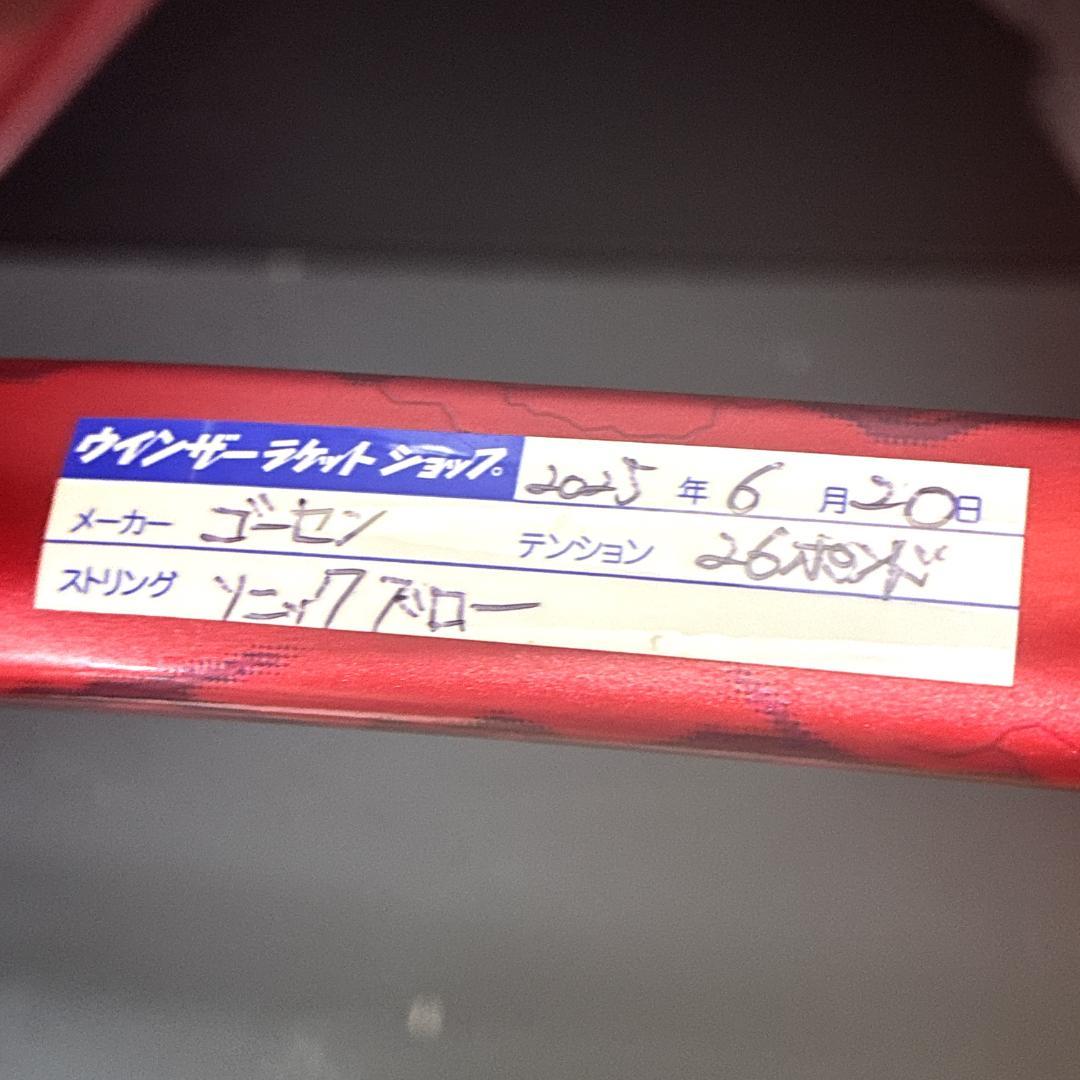 ウインザーラケットショップ。 2025 年 6 月 20 日
メーカー ゴーセン テンション 26ポンド
ストリング ソニックアロー